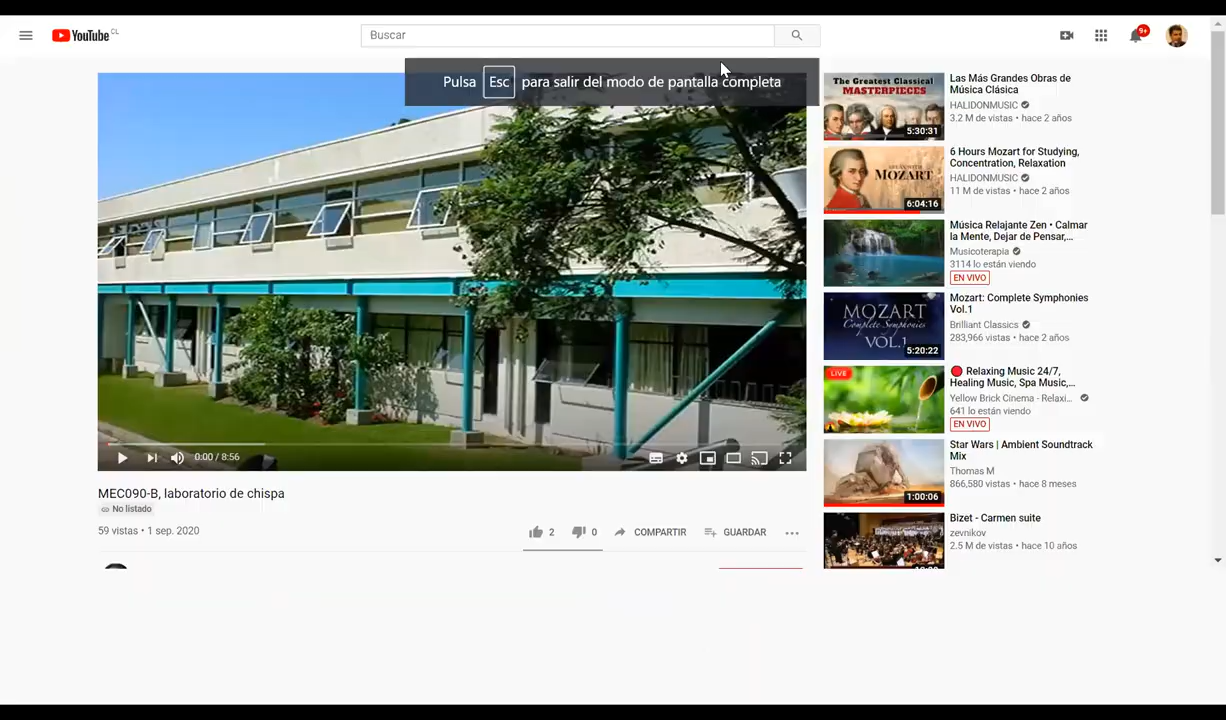 YouTube CL
Buscar
9+
Pulsa Esc para salir del modo de pantalla completa
0:00 / 8:56
MEC090-B, laboratorio de chispa
No listado
59 vistas • 1 sep. 2020
2
0
COMPARTIR
GUARDAR
The Greatest Classical
MASTERPIECES
5:30:31
Las Más Grandes Obras de
Música Clásica
HALIDONMUSIC
3.2 M de vistas • hace 2 años
MOZART
6:04:16
6 Hours Mozart for Studying,
Concentration, Relaxation
HALIDONMUSIC
11 M de vistas • hace 2 años
Música Relajante Zen • Calmar
la Mente, Dejar de Pensar,...
Musicoterapia
3114 lo están viendo
EN VIVO
MOZART
Complete Symphonies
VOL.1
5:20:22
Mozart: Complete Symphonies
Vol.1
Brilliant Classics
283,966 vistas • hace 2 años
LIVE
Relaxing Music 24/7,
Healing Music, Spa Music,...
Yellow Brick Cinema - Relaxi...
641 lo están viendo
EN VIVO
1:00:06
Star Wars | Ambient Soundtrack
Mix
Thomas M
866,580 vistas • hace 8 meses
Bizet - Carmen suite
zevnikov
2.5 M de vistas • hace 10 años